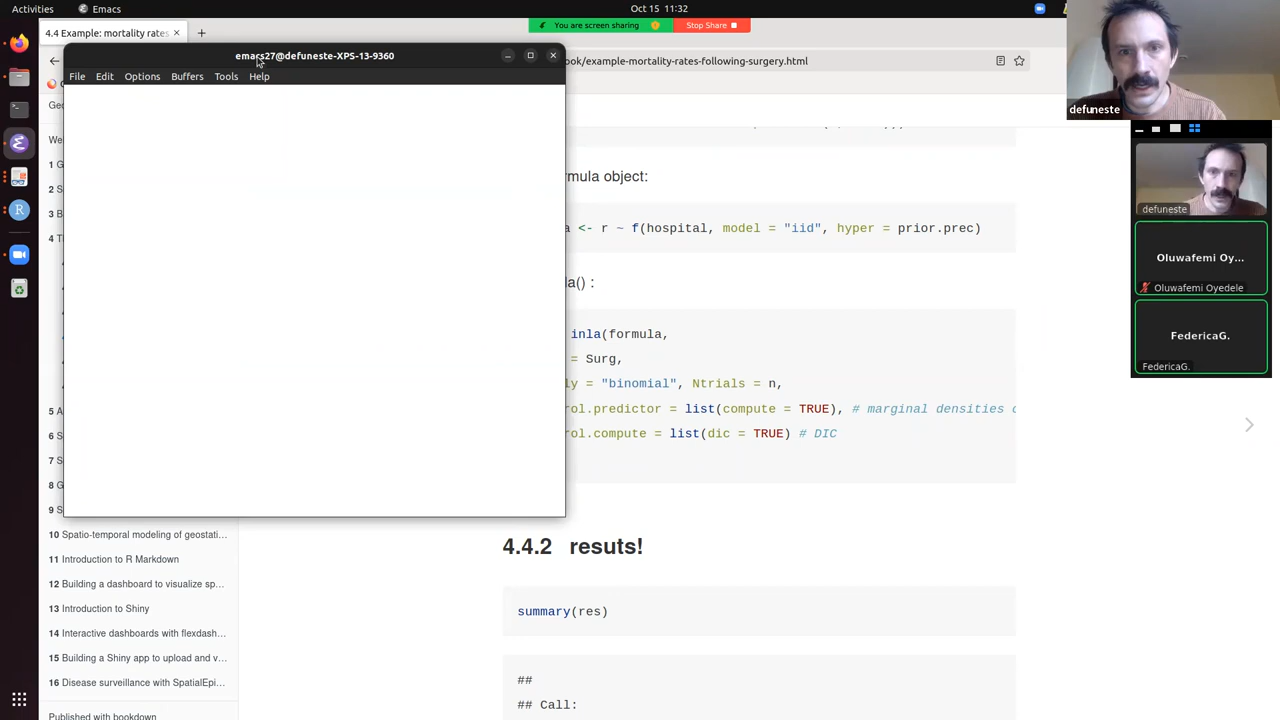 Activities
Emacs
Oct 15 11:32
4.4 Example: mortality rates
You are screen sharing
Stop Share
emacs27@defuneste-XPS-13-9360
ook/example-mortality-rates-following-surgery.html
File Edit Options Buffers Tools Help
defuneste
Geo
We
1 G
2 S
3 B
4 T
5 A
6 S
7 S
8 G
9 S
10 Spatio-temporal modeling of geostati…
11 Introduction to R Markdown
12 Building a dashboard to visualize sp…
13 Introduction to Shiny
14 Interactive dashboards with flexdash…
15 Building a Shiny app to upload and v…
16 Disease surveillance with SpatialEpi…
Published with bookdown
rmula object:
a <- r ~ f(hospital, model = "iid", hyper = prior.prec)
la() :
inla(formula,
= Surg,
ly = "binomial", Ntrials = n,
rol.predictor = list(compute = TRUE), # marginal densities o
rol.compute = list(dic = TRUE) # DIC
4.4.2 resuts!
summary(res)
##
## Call:
defuneste
Oluwafemi Oy...
Oluwafemi Oyedele
FedericaG.
FedericaG.